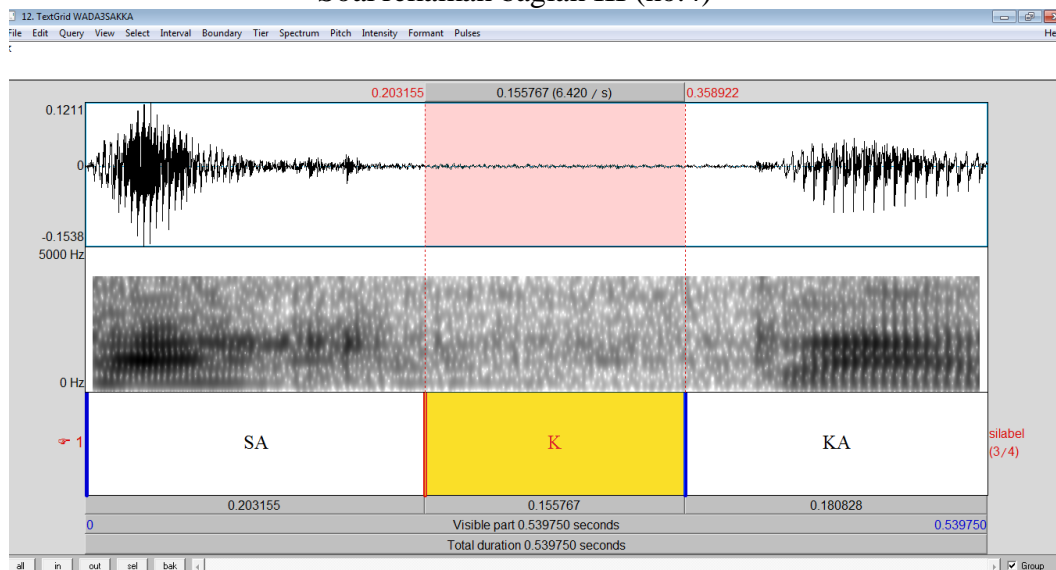 12. TextGrid WADA3SAKKA
File Edit Query View Select Interval Boundary Tier Spectrum Pitch Intensity Formant Pulses He
0.203155 0.155767 (6.420 / s) 0.358922
0.1211
0
-0.1538
5000 Hz
0 Hz
1 SA K KA silabel
(3/4)
0.203155 0.155767 0.180828
0 Visible part 0.539750 seconds 0.539750
Total duration 0.539750 seconds
all in out sel bak Group